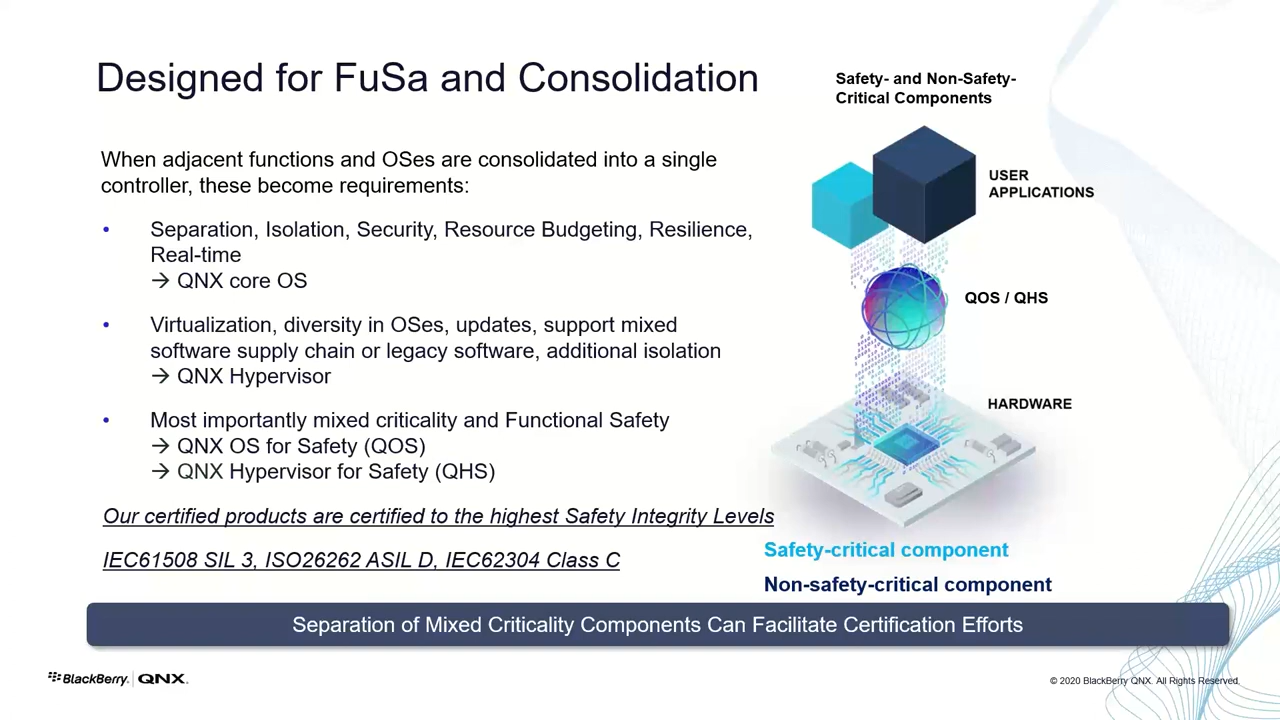 Designed for FuSa and Consolidation
When adjacent functions and OSes are consolidated into a single
controller, these become requirements:
• Separation, Isolation, Security, Resource Budgeting, Resilience,
Real-time
→ QNX core OS
• Virtualization, diversity in OSes, updates, support mixed
software supply chain or legacy software, additional isolation
→ QNX Hypervisor
• Most importantly mixed criticality and Functional Safety
→ QNX OS for Safety (QOS)
→ QNX Hypervisor for Safety (QHS)
Our certified products are certified to the highest Safety Integrity Levels
IEC61508 SIL 3, ISO26262 ASIL D, IEC62304 Class C
Safety- and Non-Safety-
Critical Components
USER
APPLICATIONS
QOS / QHS
HARDWARE
Safety-critical component
Non-safety-critical component
Separation of Mixed Criticality Components Can Facilitate Certification Efforts
BlackBerry. QNX.
© 2020 BlackBerry QNX. All Rights Reserved.